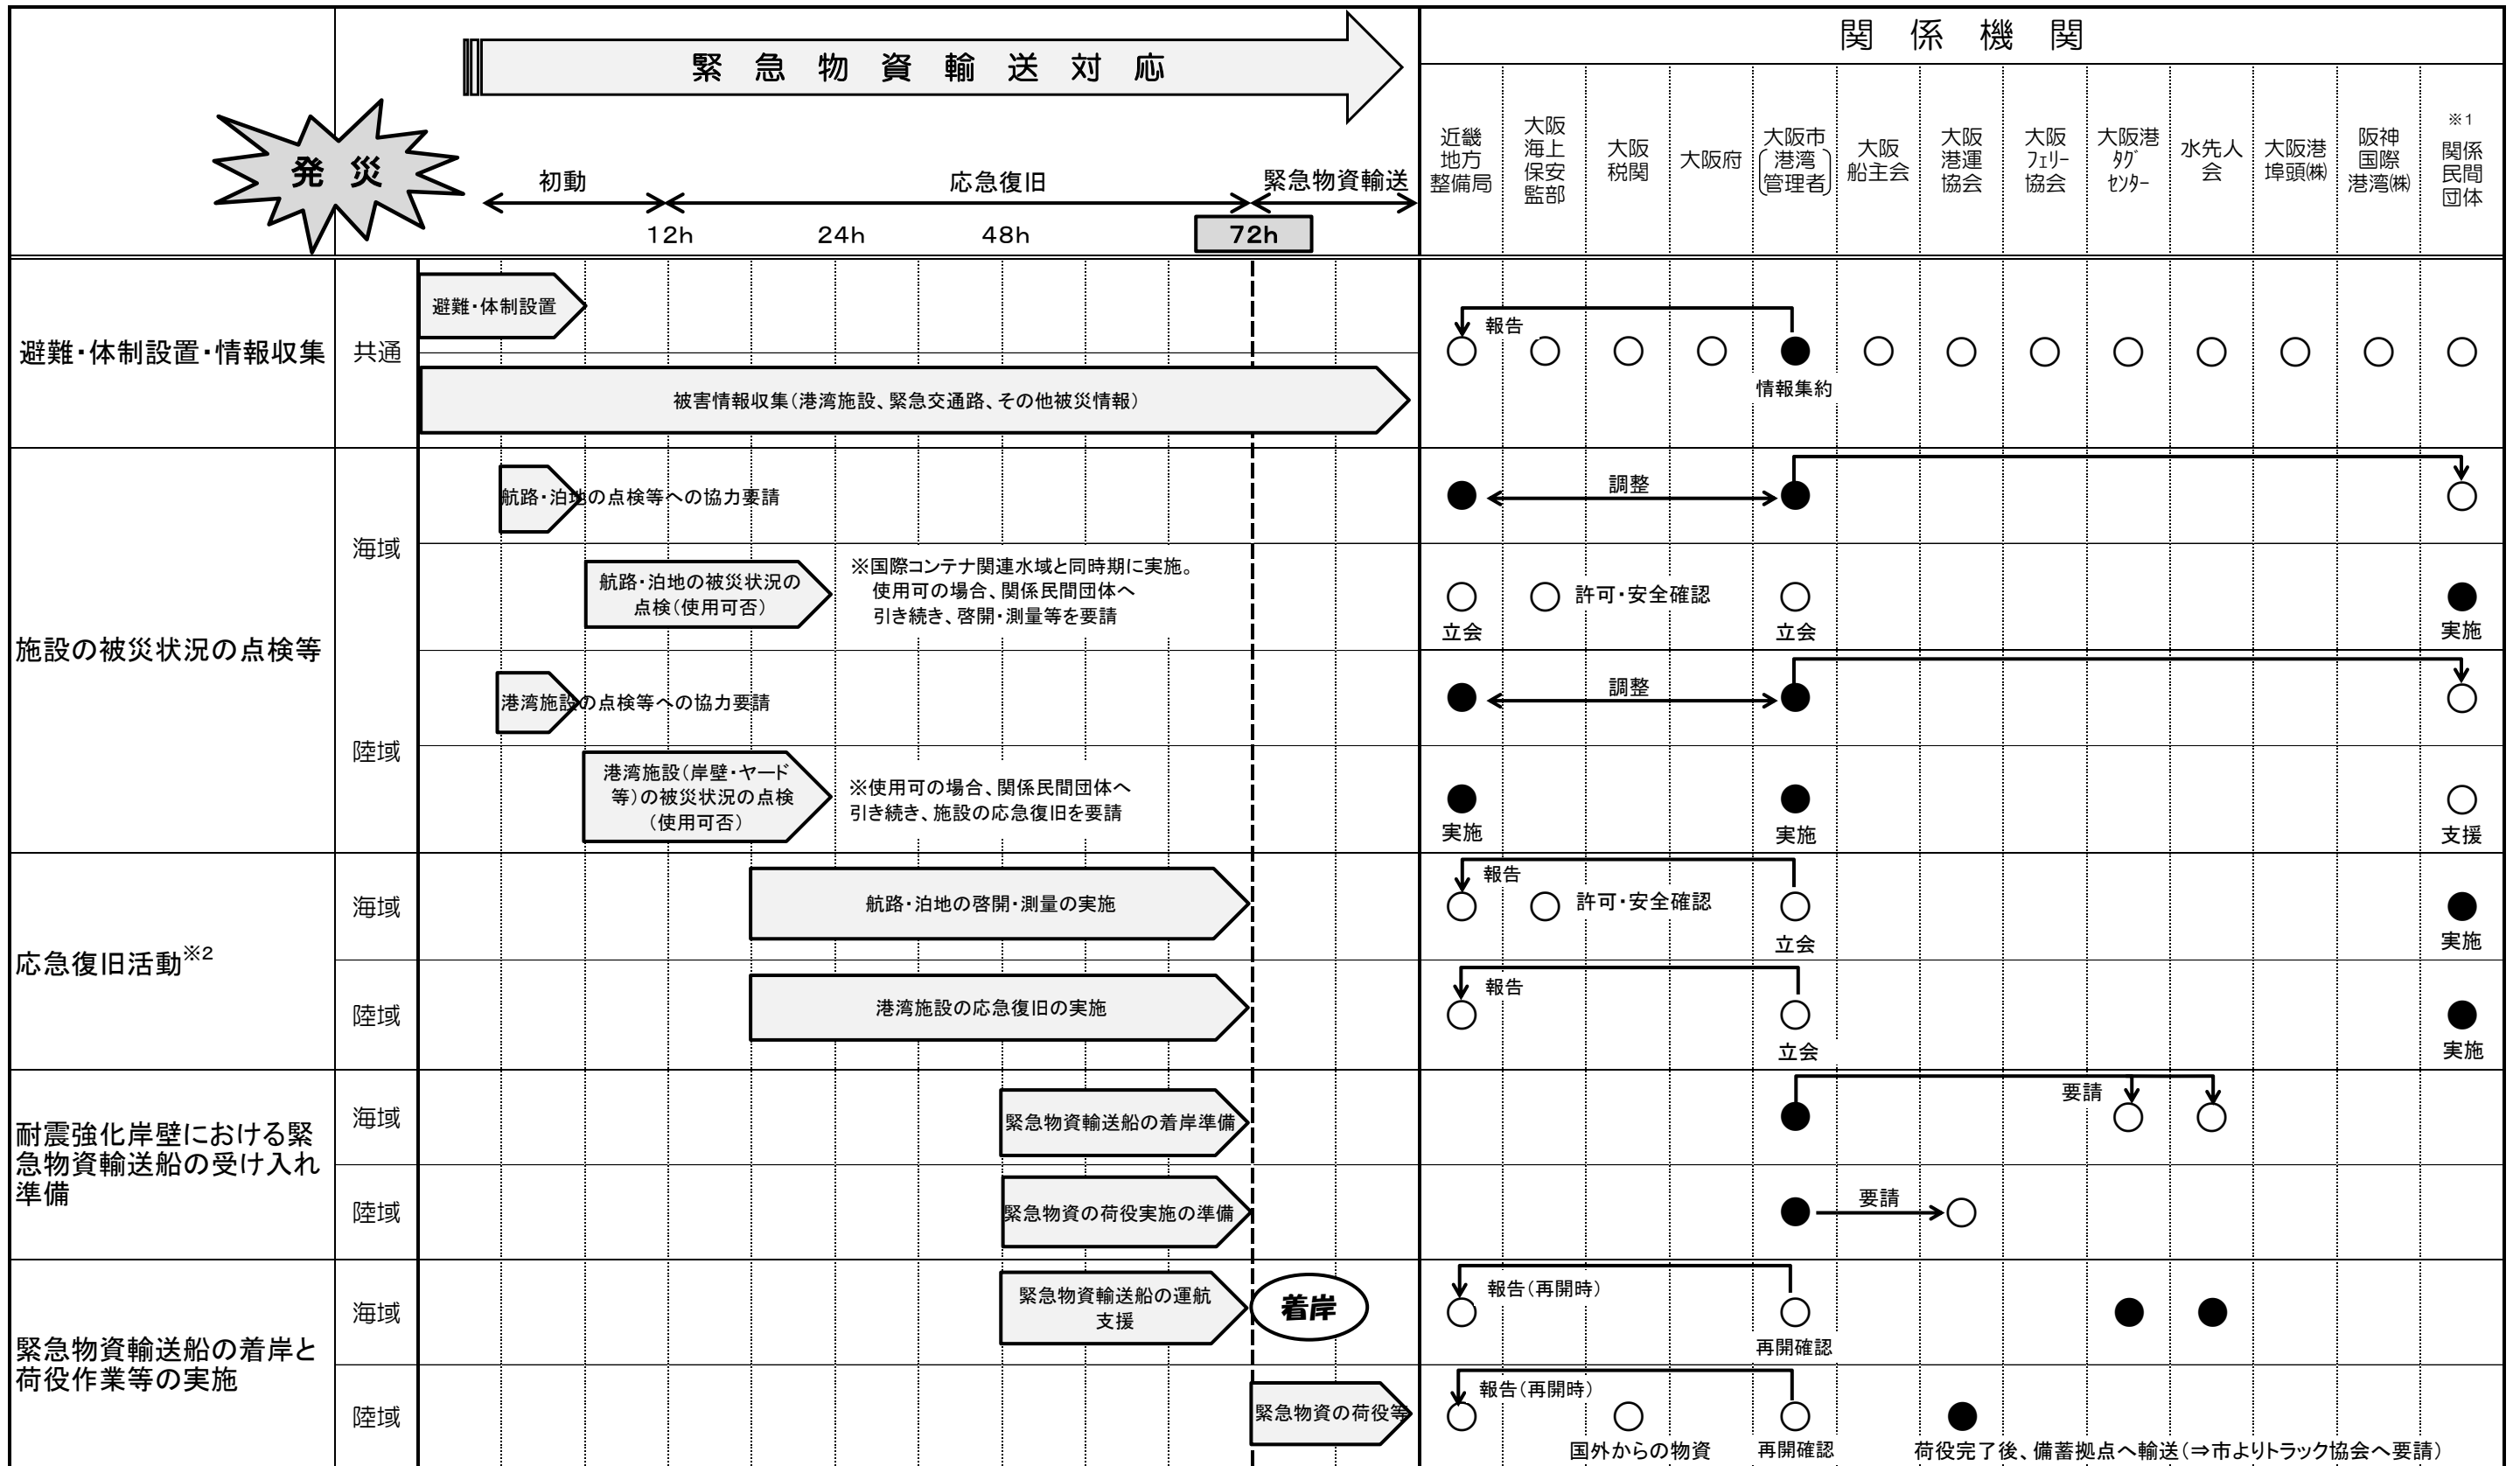 緊急物資輸送対応
関係機関
発災
初動
応急復旧
緊急物資輸送
12h
24h
48h
72h
近畿
地方
整備局
大阪
海上
保安
監部
大阪
税関
大阪府
大阪市
港湾
管理者
大阪
船主会
大阪
港運
協会
大阪
フェリー
協会
大阪港
タグ
センター
水先人
会
大阪港
埠頭㈱
阪神
国際
港湾㈱
※1
関係
民間
団体
避難・体制設置・情報収集
共通
避難・体制設置
被害情報収集(港湾施設、緊急交通路、その他被災情報)
報告
情報集約
施設の被災状況の点検等
海域
航路・泊地の点検等への協力要請
調整
航路・泊地の被災状況の
点検(使用可否)
※国際コンテナ関連水域と同時期に実施。
使用可の場合、関係民間団体へ
引き続き、啓開・測量等を要請
立会
許可・安全確認
立会
実施
陸域
港湾施設の点検等への協力要請
調整
港湾施設(岸壁・ヤード
等)の被災状況の点検
(使用可否)
※使用可の場合、関係民間団体へ
引き続き、施設の応急復旧を要請
実施
実施
支援
応急復旧活動※2
海域
航路・泊地の啓開・測量の実施
報告
許可・安全確認
立会
実施
陸域
港湾施設の応急復旧の実施
報告
立会
実施
耐震強化岸壁における緊
急物資輸送船の受け入れ
準備
海域
緊急物資輸送船の着岸準備
要請
陸域
緊急物資の荷役実施の準備
要請
緊急物資輸送船の着岸と
荷役作業等の実施
海域
緊急物資輸送船の運航
支援
着岸
報告(再開時)
再開確認
陸域
緊急物資の荷役等
報告(再開時)
国外からの物資
再開確認
荷役完了後、備蓄拠点へ輸送(⇒市よりトラック協会へ要請)